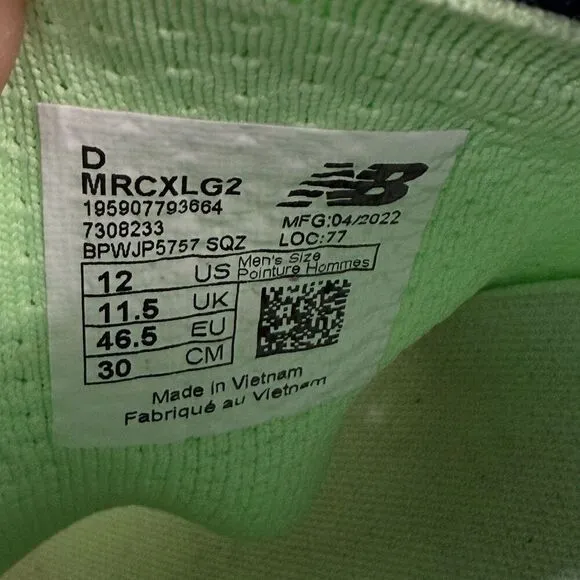 D
MRCXLG2
195907793664
7308233
BPWJP5757 SQZ
NB
MFG:04/2022
LOC:77
12 US Men's Size
Pointure Hommes
11.5 UK
46.5 EU
30 CM
Made in Vietnam
Fabriqué au Vietnam